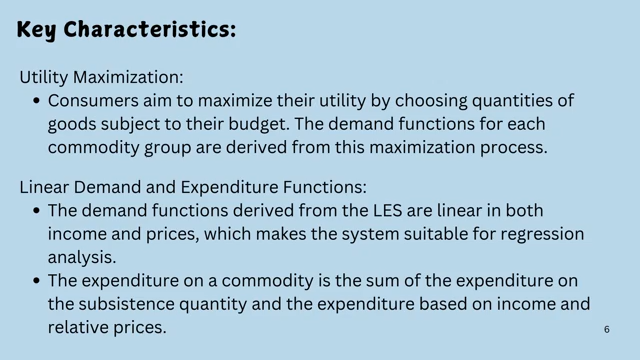 Key Characteristics:
Utility Maximization:
• Consumers aim to maximize their utility by choosing quantities of
goods subject to their budget. The demand functions for each
commodity group are derived from this maximization process.
Linear Demand and Expenditure Functions:
• The demand functions derived from the LES are linear in both
income and prices, which makes the system suitable for regression
analysis.
• The expenditure on a commodity is the sum of the expenditure on
the subsistence quantity and the expenditure based on income and
relative prices.
6